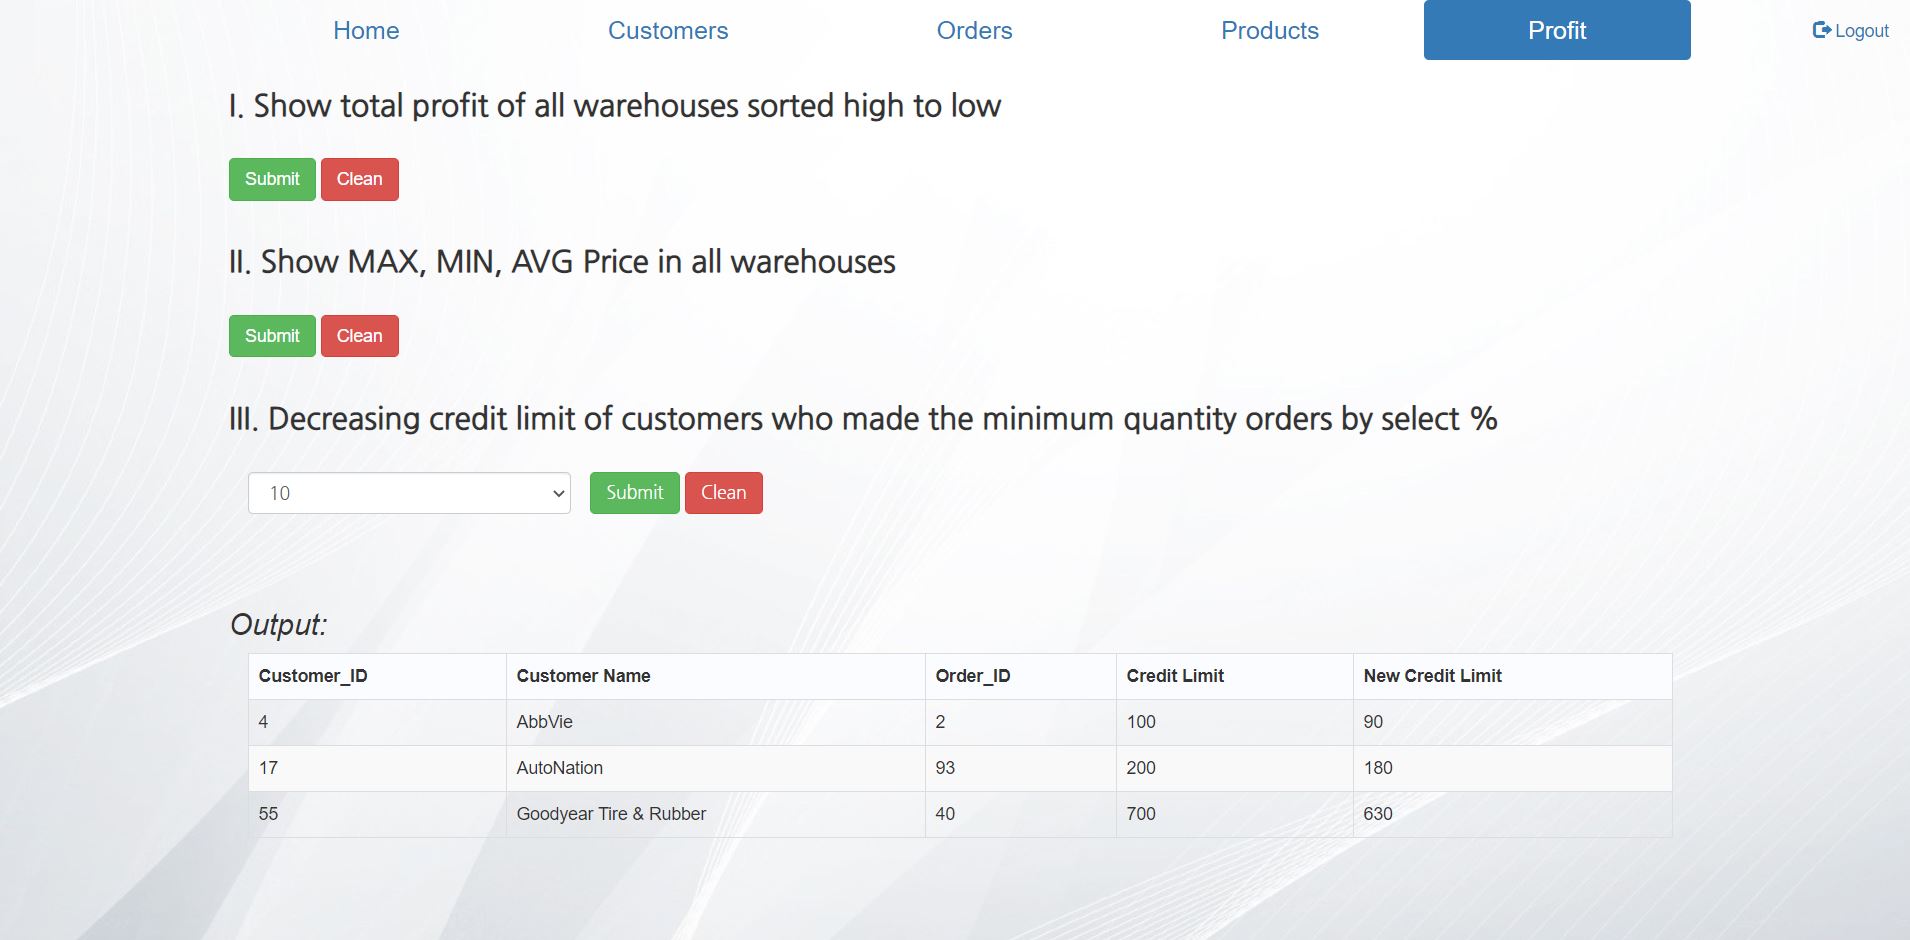 Home Customers Orders Products Profit Logout
I. Show total profit of all warehouses sorted high to low
Submit Clean
II. Show MAX, MIN, AVG Price in all warehouses
Submit Clean
III. Decreasing credit limit of customers who made the minimum quantity orders by select %
10 Submit Clean
Output:
Customer_ID Customer Name Order_ID Credit Limit New Credit Limit
4 AbbVie 2 100 90
17 AutoNation 93 200 180
55 Goodyear Tire & Rubber 40 700 630